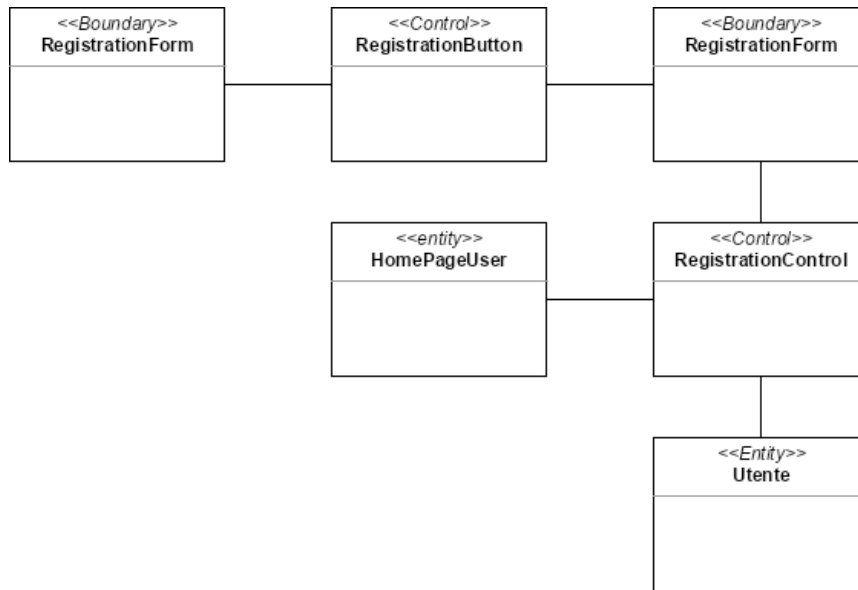 <<Boundary>>
RegistrationForm
<<Control>>
RegistrationButton
<<Boundary>>
RegistrationForm
<<entity>>
HomePageUser
<<Control>>
RegistrationControl
<<Entity>>
Utente